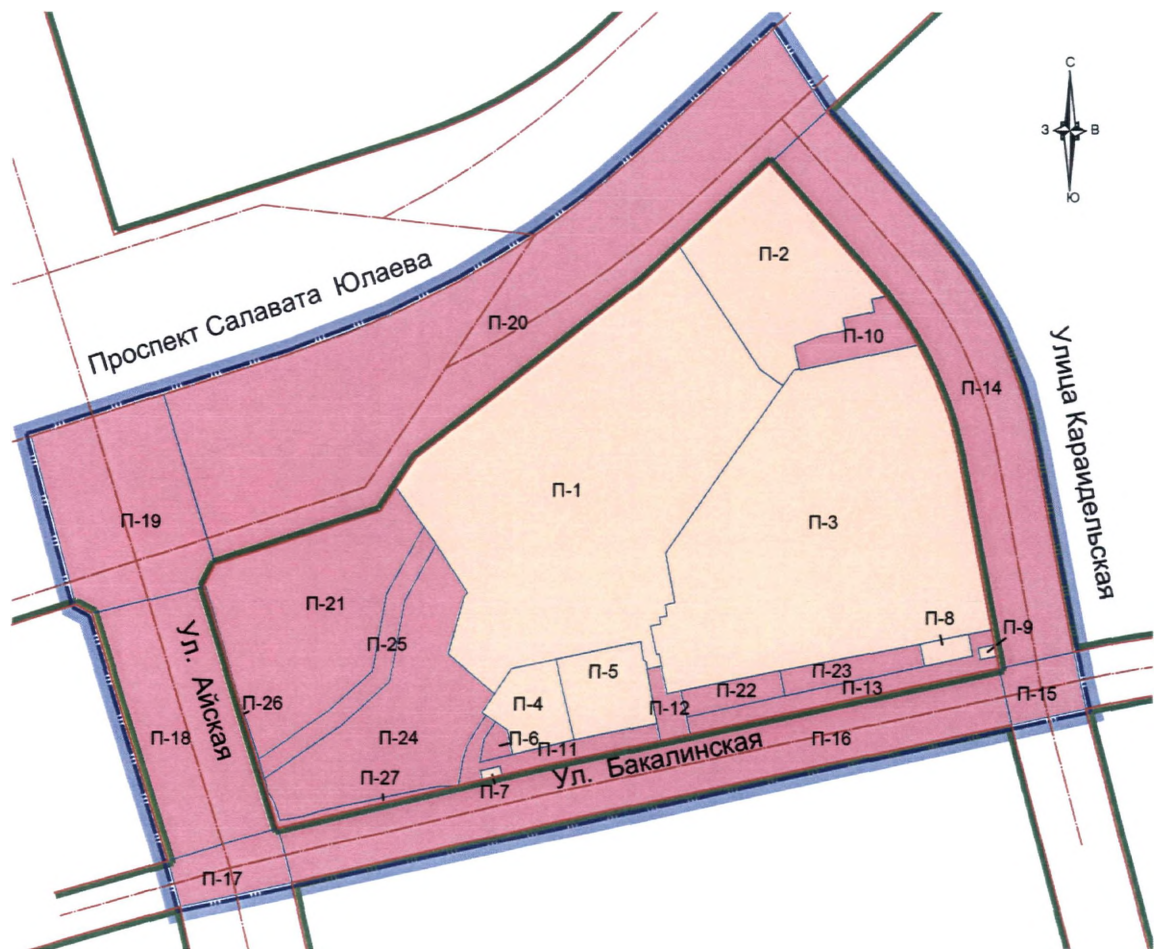 С
З
В
Ю
Проспект Салавата Юлаева
Улица Караидельская
Ул. Айская
Ул. Бакалинская
П-2
П-20
П-10
П-14
П-1
П-19
П-3
П-21
П-8
П-9
П-25
П-5
П-23
П-22
П-13
П-15
П-26
П-4
П-12
П-18
П-24
П-6
П-11
П-16
П-27
П-7
П-17